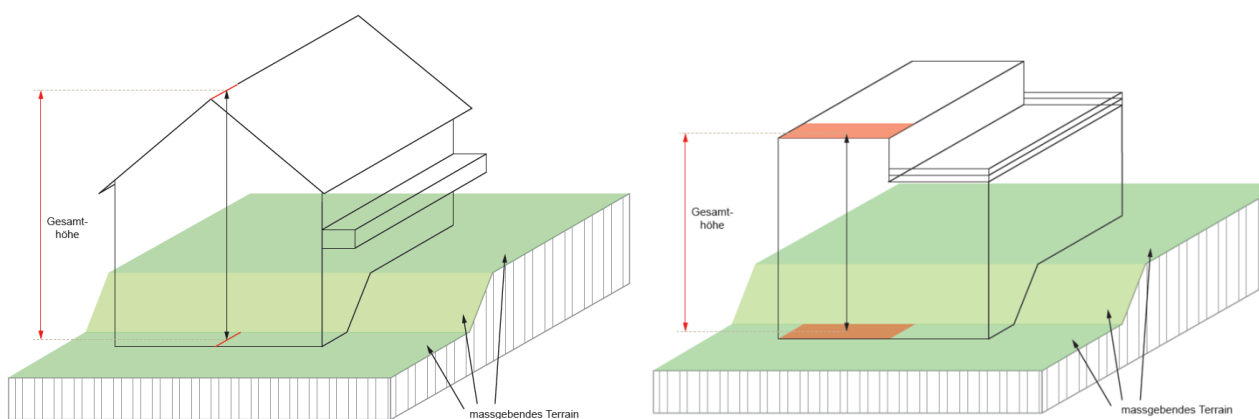 Gesamt-
höhe
massgebendes Terrain
Gesamt-
höhe
massgebendes Terrain